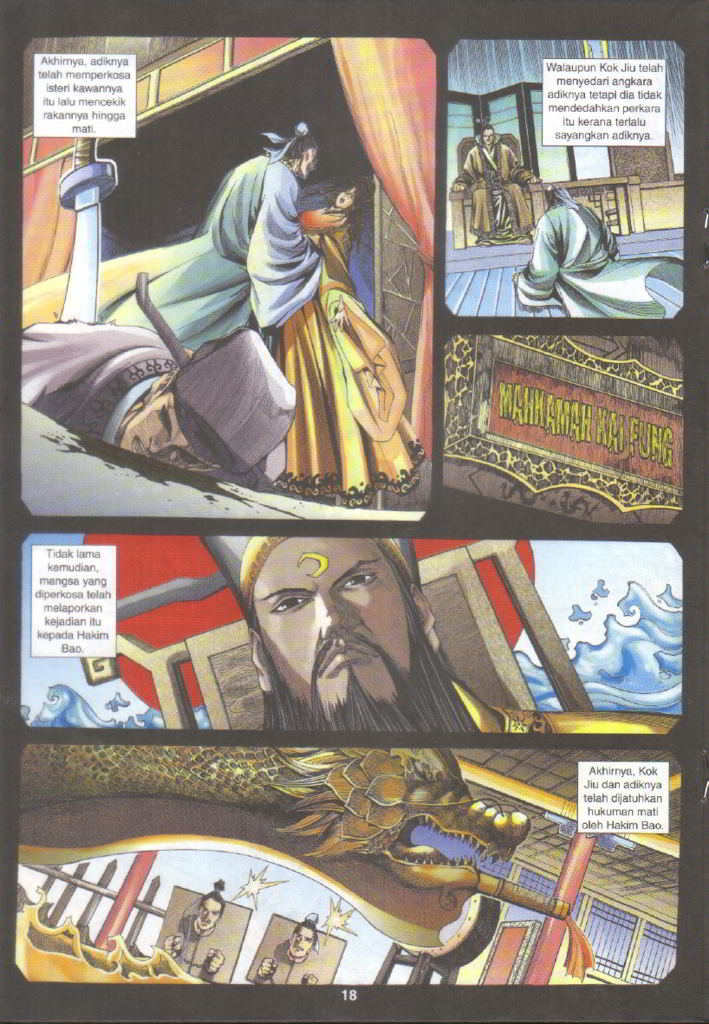 Akhirnya, adiknya
telah memperkosa
isteri kawannya
itu lalu mencekik
rakannya hingga
mati.
Walaupun Kok Jiu telah
menyedari angkara
adiknya tetapi dia tidak
mendedahkan perkara
itu kerana terlalu
sayangkan adiknya.
MAHKAMAH KAI FUNG
Tidak lama
kemudian,
mangsa yang
diperkosa telah
melaporkan
kejadian itu
kepada Hakim
Bao.
Akhirnya, Kok
Jiu dan adiknya
telah dijatuhkan
hukuman mati
oleh Hakim Bao.
18